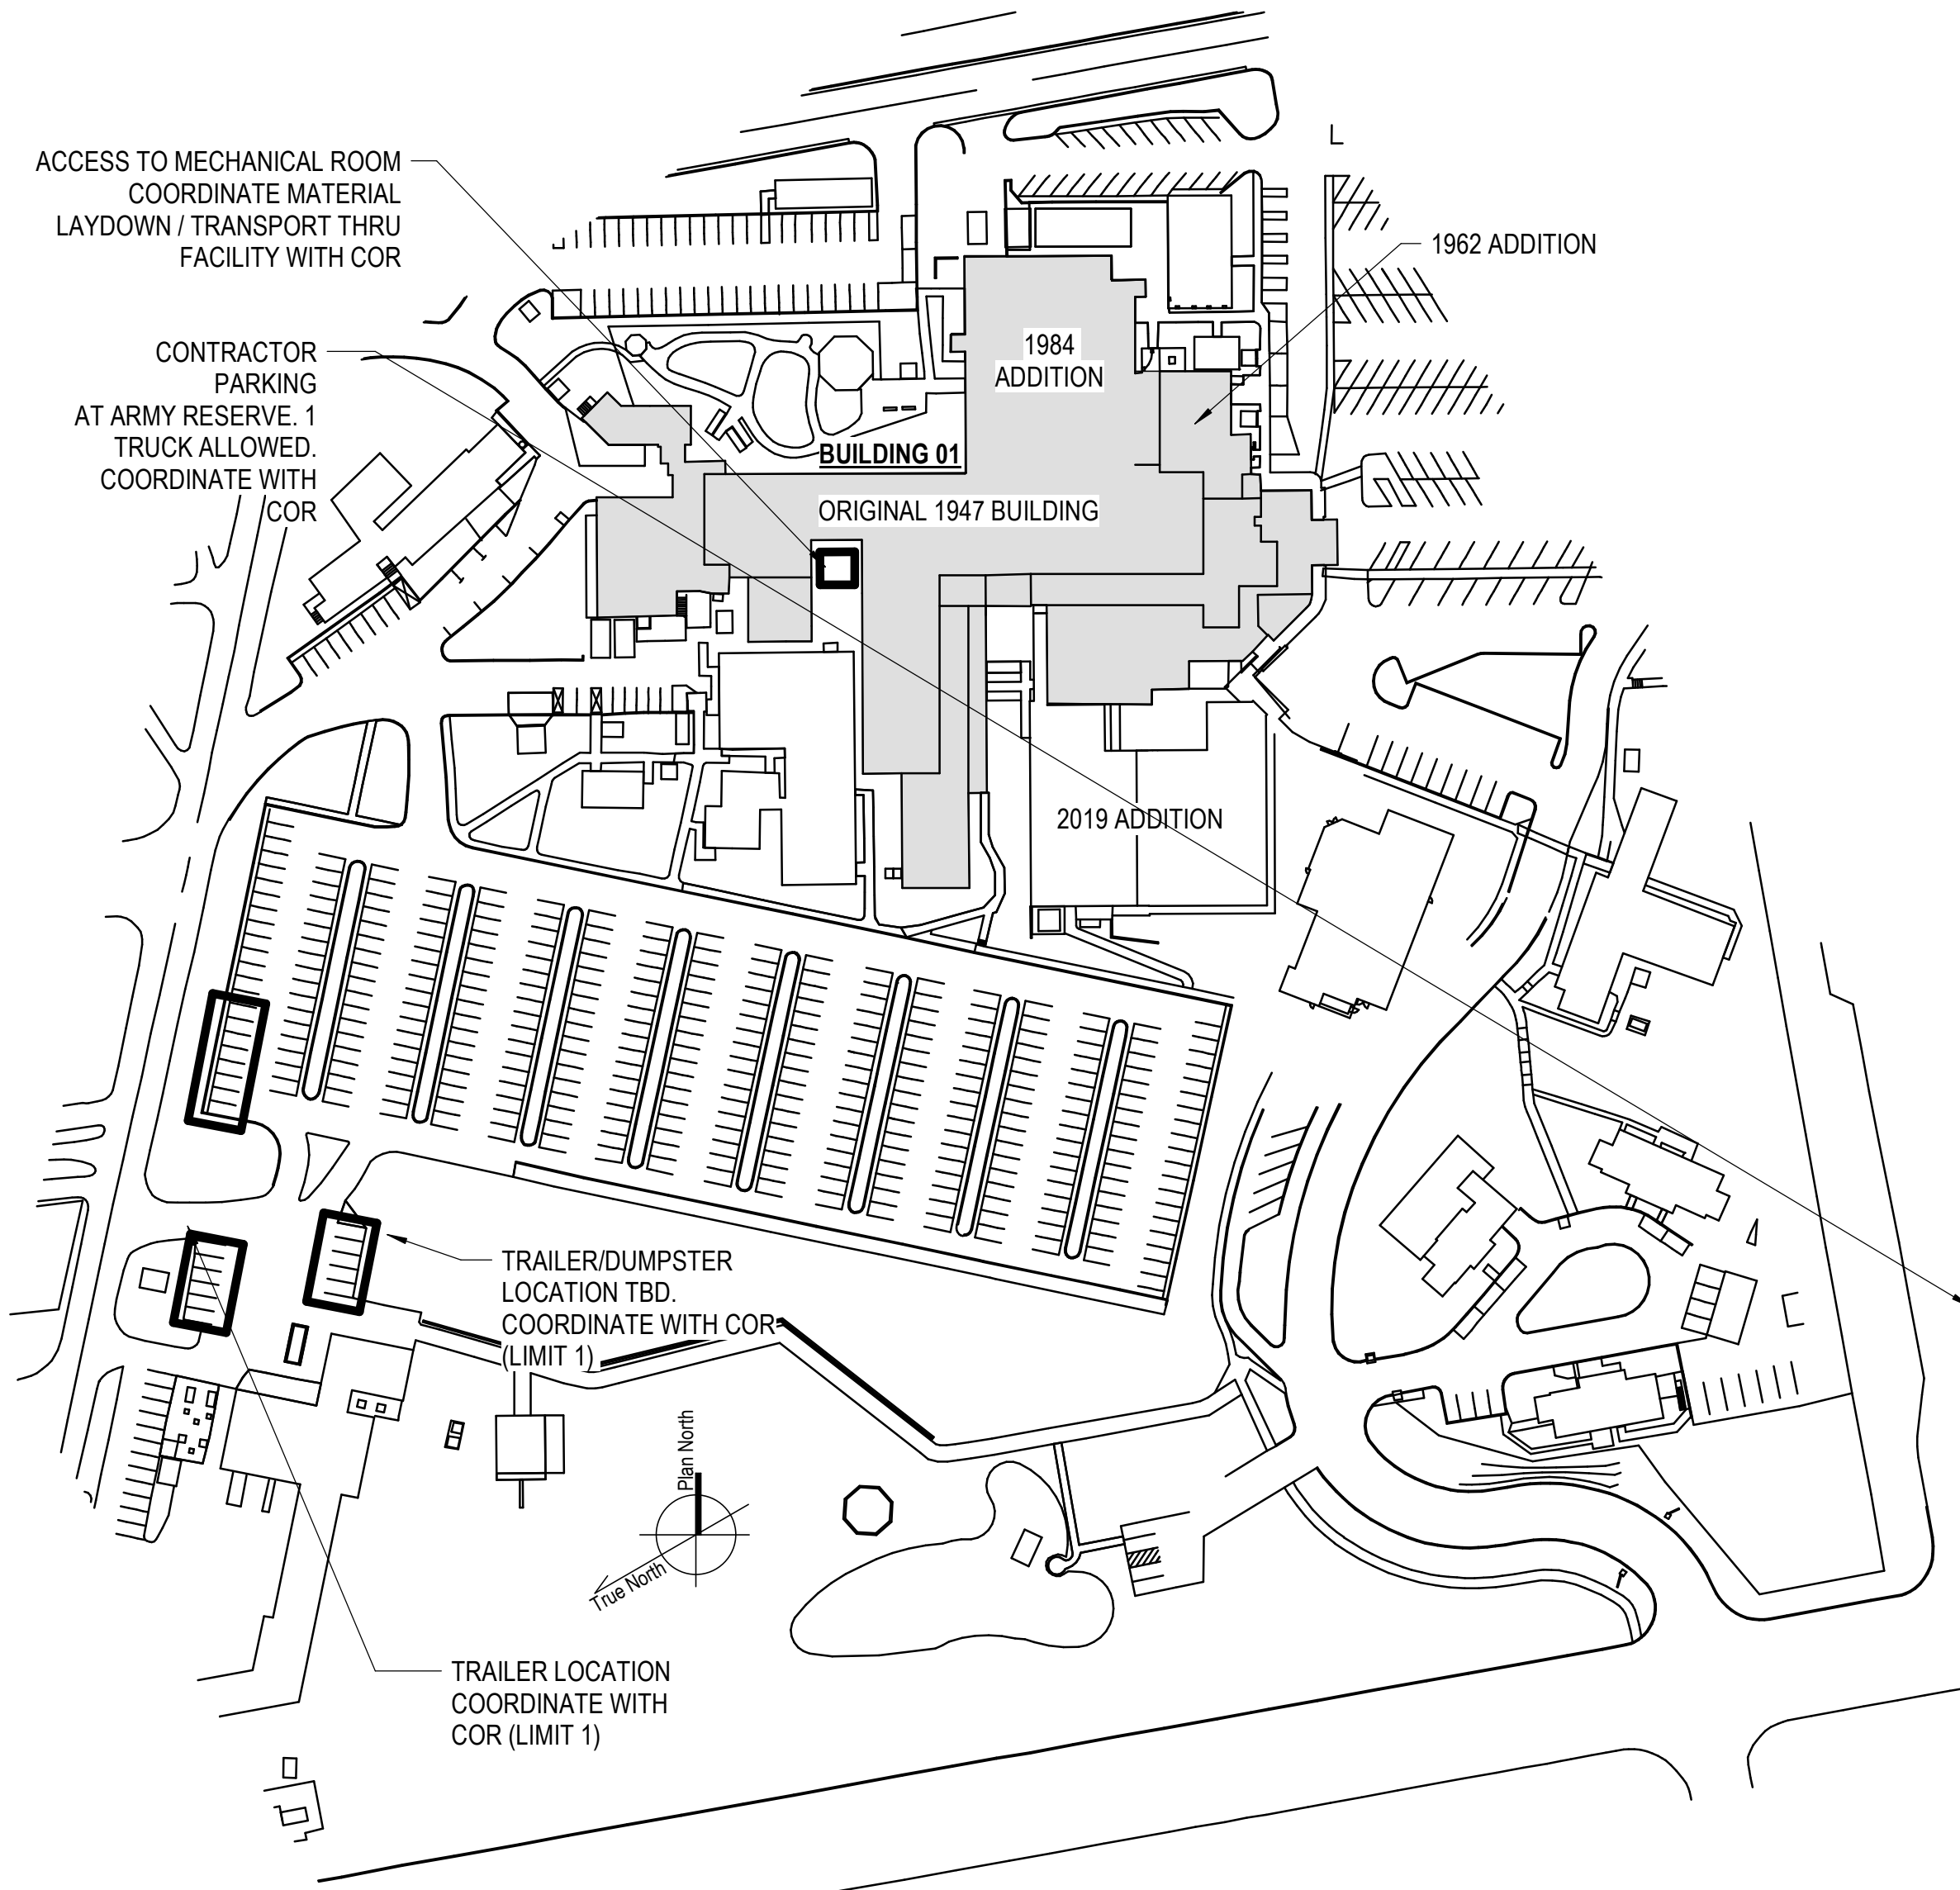 ACCESS TO MECHANICAL ROOM
COORDINATE MATERIAL
LAYDOWN / TRANSPORT THRU
FACILITY WITH COR
1962 ADDITION
CONTRACTOR
PARKING
AT ARMY RESERVE. 1
TRUCK ALLOWED.
COORDINATE WITH
COR
1984
ADDITION
BUILDING 01
ORIGINAL 1947 BUILDING
2019 ADDITION
TRAILER/DUMPSTER
LOCATION TBD.
COORDINATE WITH COR
(LIMIT 1)
Plan North
True North
TRAILER LOCATION
COORDINATE WITH
COR (LIMIT 1)